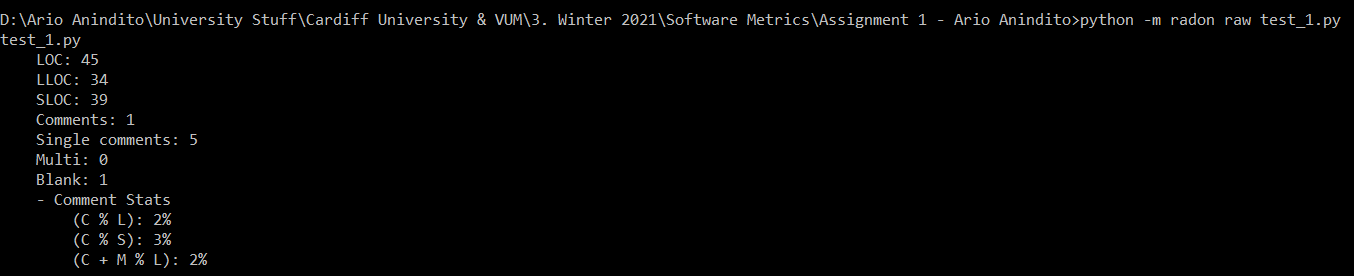 D:\Ario Anindito\University Stuff\Cardiff University & VUM\3. Winter 2021\Software Metrics\Assignment 1 - Ario Anindito>python -m radon raw test_1.py
test_1.py
    LOC: 45
    LLOC: 34
    SLOC: 39
    Comments: 1
    Single comments: 5
    Multi: 0
    Blank: 1
    - Comment Stats
        (C % L): 2%
        (C % S): 3%
        (C + M % L): 2%